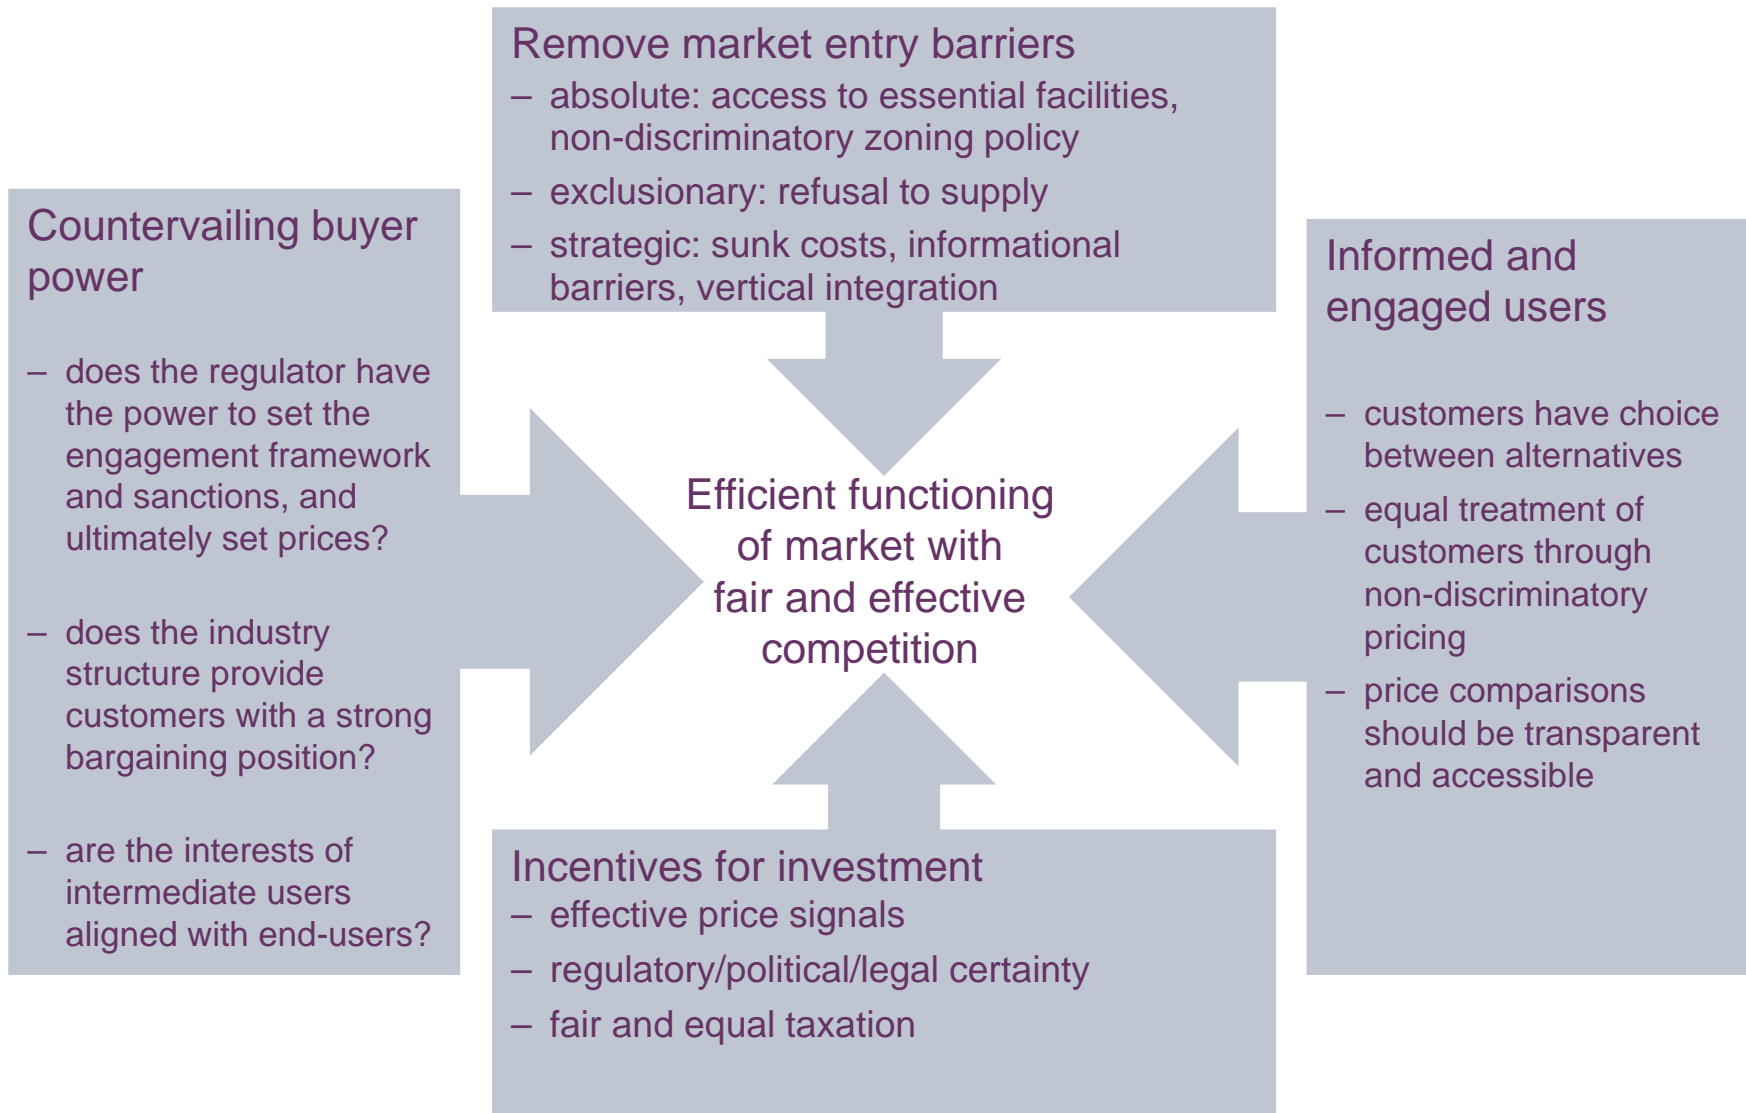 Remove market entry barriers
– absolute: access to essential facilities,
non-discriminatory zoning policy
– exclusionary: refusal to supply
– strategic: sunk costs, informational
barriers, vertical integration
Countervailing buyer
power
– does the regulator have
the power to set the
engagement framework
and sanctions, and
ultimately set prices?
– does the industry
structure provide
customers with a strong
bargaining position?
– are the interests of
intermediate users
aligned with end-users?
Efficient functioning
of market with
fair and effective
competition
Informed and
engaged users
– customers have choice
between alternatives
– equal treatment of
customers through
non-discriminatory
pricing
– price comparisons
should be transparent
and accessible
Incentives for investment
– effective price signals
– regulatory/political/legal certainty
– fair and equal taxation